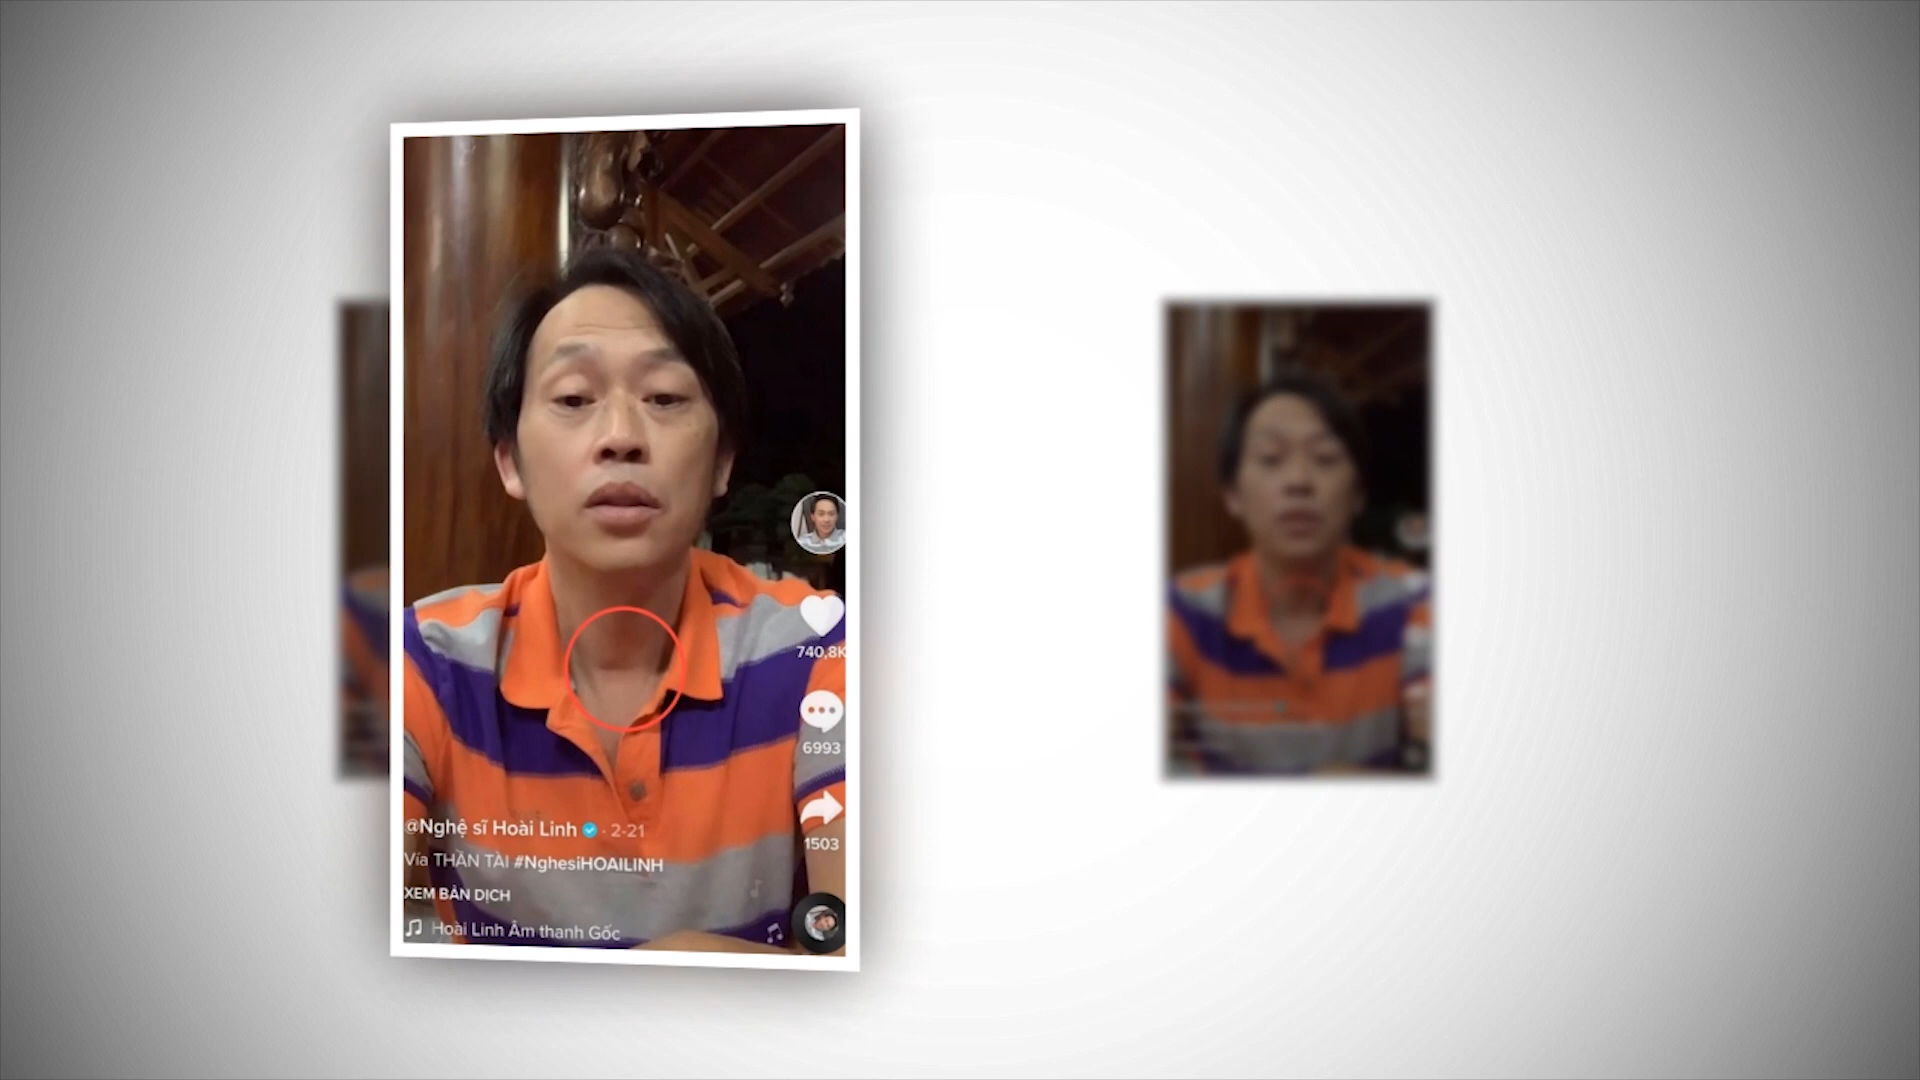 740,8K
6993
1503
@Nghệ sĩ Hoài Linh · 2-21
Vía THẦN TÀI #NghesiHOAILINH
XEM BẢN DỊCH
Hoài Linh Âm thanh Gốc